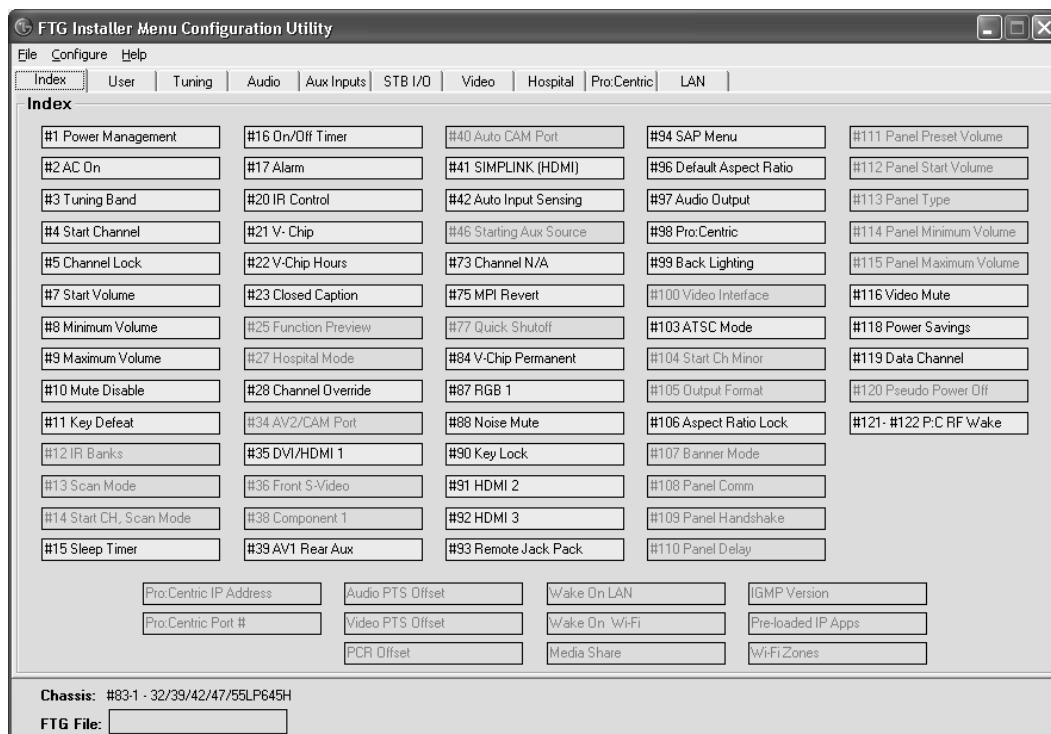 FTG Installer Menu Configuration Utility
File Configure Help
Index User Tuning Audio Aux Inputs STB I/O Video Hospital Pro:Centric LAN
Index
#1 Power Management
#2 AC On
#3 Tuning Band
#4 Start Channel
#5 Channel Lock
#7 Start Volume
#8 Minimum Volume
#9 Maximum Volume
#10 Mute Disable
#11 Key Defeat
#12 IR Banks
#13 Scan Mode
#14 Start CH, Scan Mode
#15 Sleep Timer
#16 On/Off Timer
#17 Alarm
#20 IR Control
#21 V- Chip
#22 V-Chip Hours
#23 Closed Caption
#25 Function Preview
#27 Hospital Mode
#28 Channel Override
#34 AV2/CAM Port
#35 DVI/HDMI 1
#36 Front S-Video
#38 Component 1
#39 AV1 Rear Aux
#40 Auto CAM Port
#41 SIMPLINK (HDMI)
#42 Auto Input Sensing
#46 Starting Aux Source
#73 Channel N/A
#75 MPI Revert
#77 Quick Shutoff
#84 V-Chip Permanent
#87 RGB 1
#88 Noise Mute
#90 Key Lock
#91 HDMI 2
#92 HDMI 3
#93 Remote Jack Pack
#94 SAP Menu
#96 Default Aspect Ratio
#97 Audio Output
#98 Pro:Centric
#99 Back Lighting
#100 Video Interface
#103 ATSC Mode
#104 Start Ch Minor
#105 Output Format
#106 Aspect Ratio Lock
#107 Banner Mode
#108 Panel Comm
#109 Panel Handshake
#110 Panel Delay
#111 Panel Preset Volume
#112 Panel Start Volume
#113 Panel Type
#114 Panel Minimum Volume
#115 Panel Maximum Volume
#116 Video Mute
#118 Power Savings
#119 Data Channel
#120 Pseudo Power Off
#121- #122 P:C RF Wake
Pro:Centric IP Address
Pro:Centric Port #
Audio PTS Offset
Video PTS Offset
PCR Offset
Wake On LAN
Wake On Wi-Fi
Media Share
IGMP Version
Pre-loaded IP Apps
Wi-Fi Zones
Chassis: #83-1 - 32/39/42/47/55LP645H
FTG File: